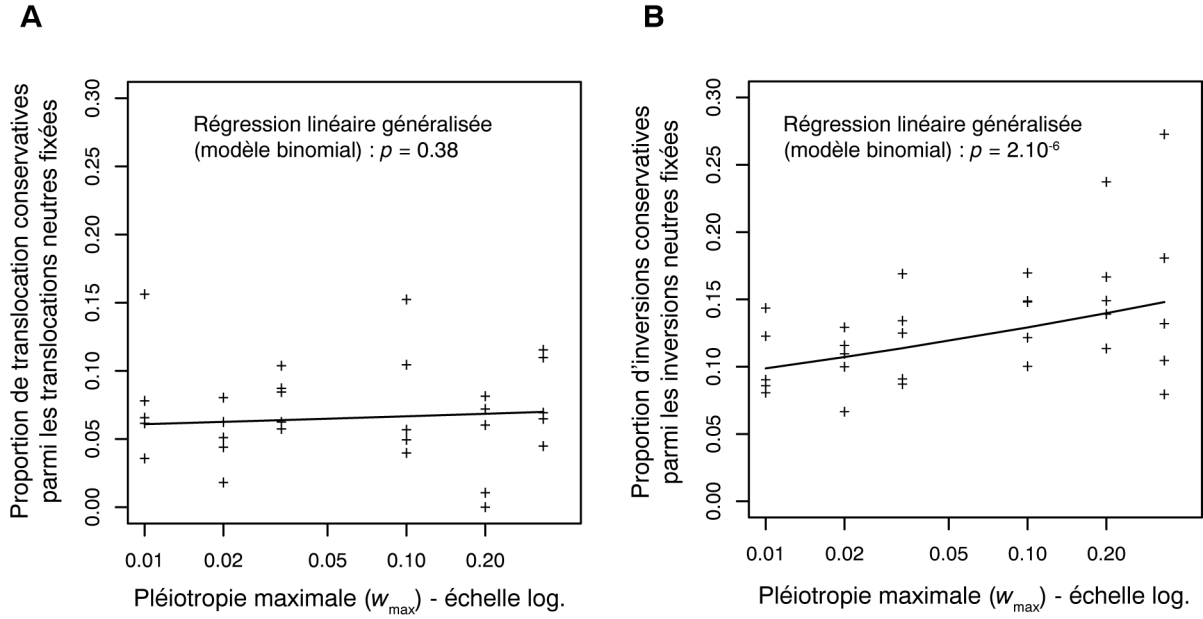 A
Proportion de translocation conservatives
parmi les translocations neutres fixées
0.30
0.25
0.20
0.15
0.10
0.05
0.00
Régression linéaire généralisée
(modèle binomial) : p = 0.38
0.01 0.02 0.05 0.10 0.20
Pléiotropie maximale (wmax) - échelle log.
B
Proportion d'inversions conservatives
parmi les inversions neutres fixées
0.30
0.25
0.20
0.15
0.10
0.05
0.00
Régression linéaire généralisée
(modèle binomial) : p = 2.10-6
0.01 0.02 0.05 0.10 0.20
Pléiotropie maximale (wmax) - échelle log.